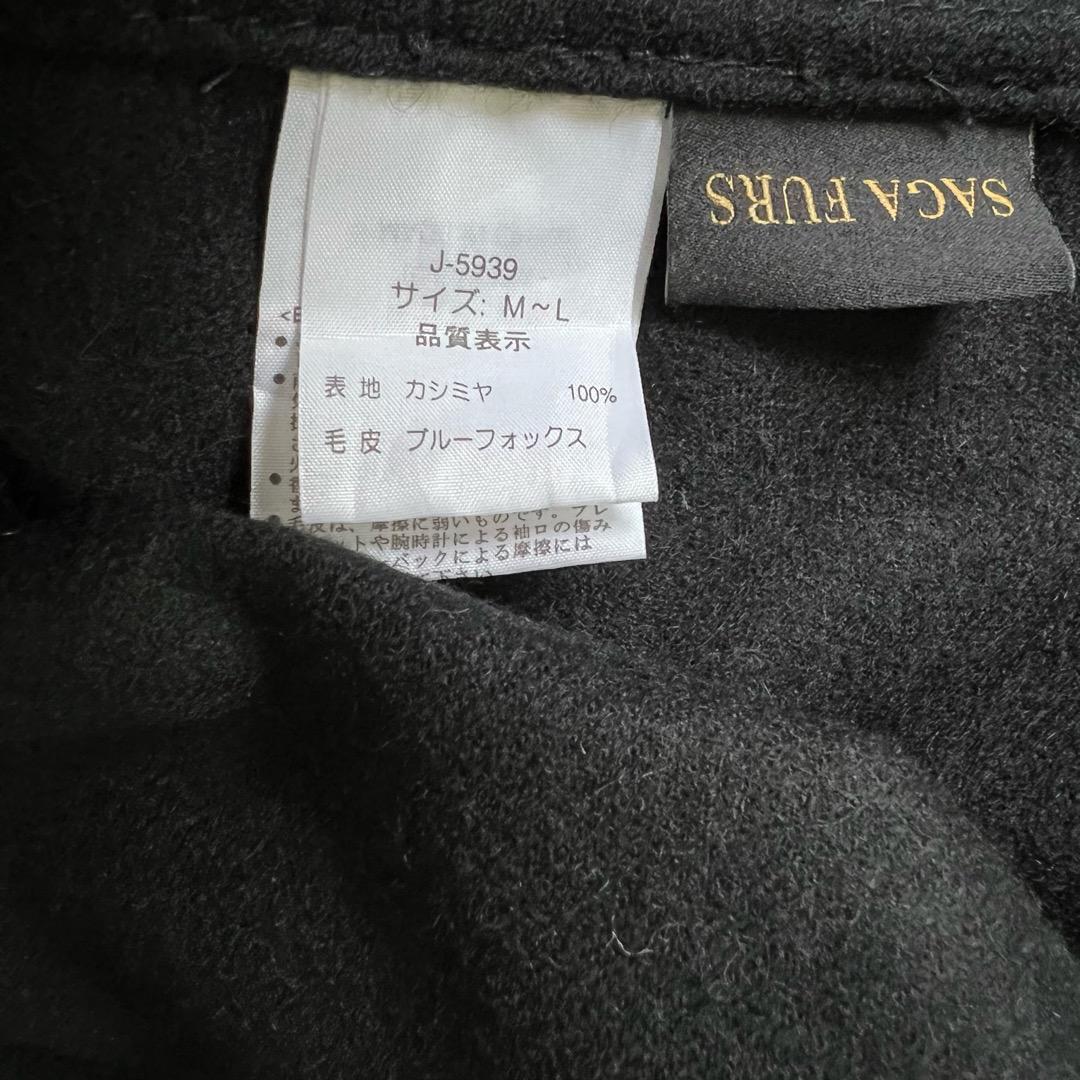 J-5939
サイズ: M～L
品質表示
表地 カシミヤ 100%
毛皮 ブルーフォックス
SAGA FURS
毛皮は、摩擦に弱いものです。ブレ
トや腕時計による袖口の傷み
バックによる摩擦には